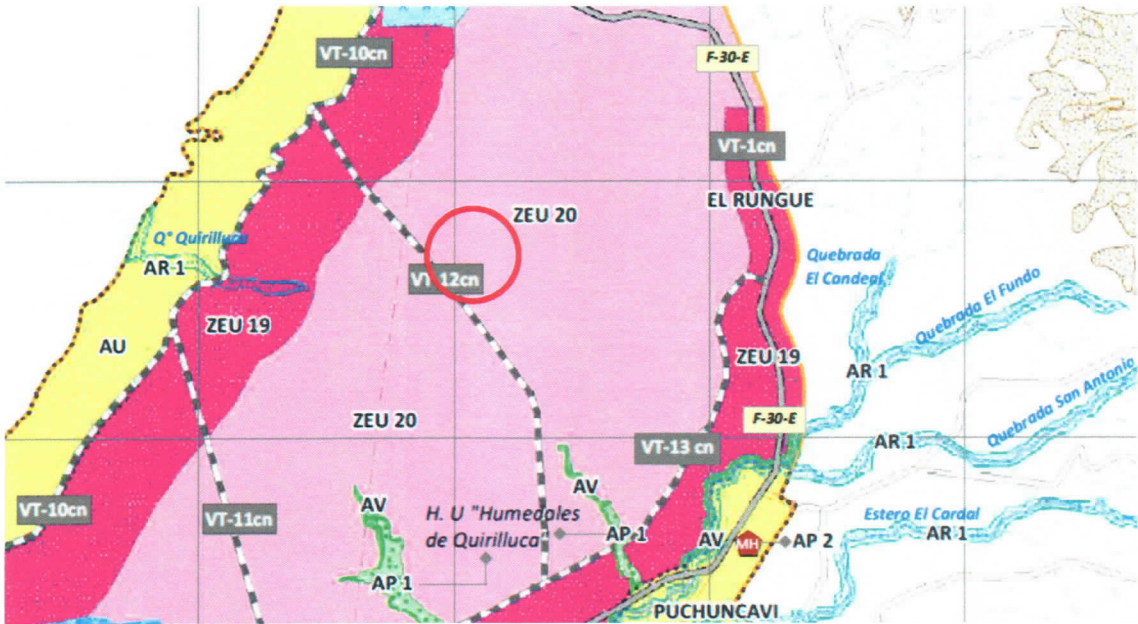 VT-10cn
F-30-E
VT-1cn
EL RUNGUE
ZEU 20
Qº Quirilluca
AR 1
VT-12cn
Quebrada
El Candeal
Quebrada El Fundo
ZEU 19
AU
ZEU 19
AR 1
Quebrada San Antonio
ZEU 20
F-30-E
VT-13 cn
AR 1
VT-10cn
VT-11cn
AV
H. U "Humedales
de Quirilluca
AV
AP 1
AV
MH
AP 2
Estero El Cardal
AR 1
AP 1
PUCHUNCAVI